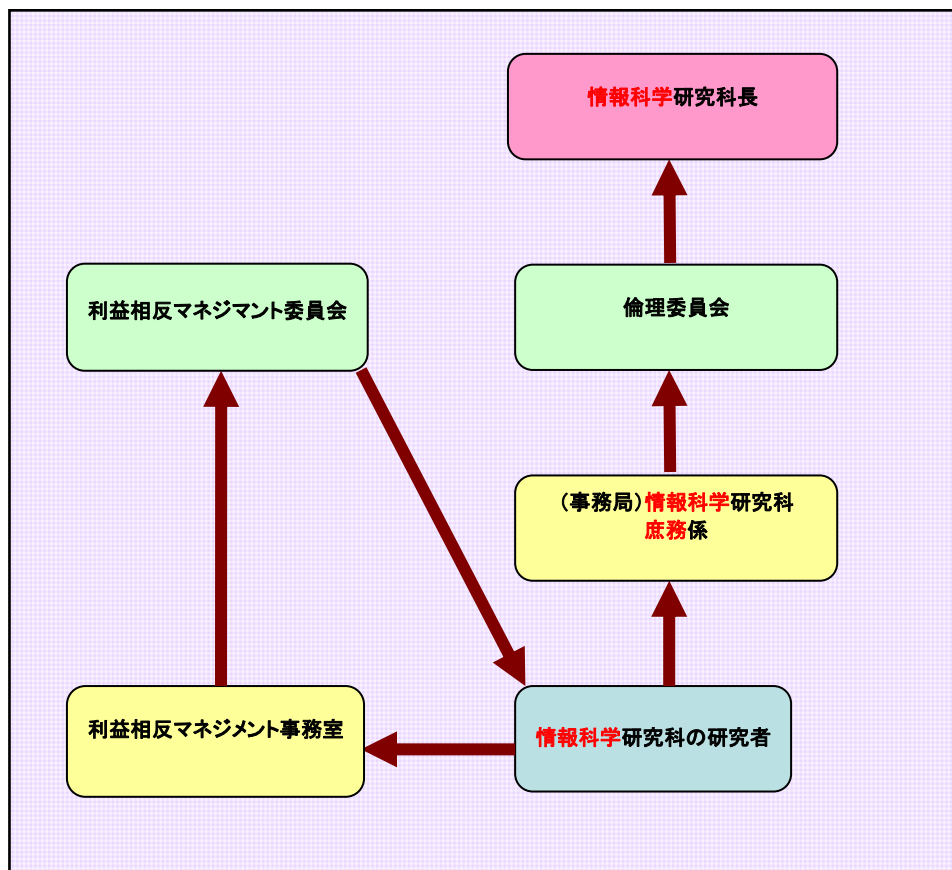 情報科学研究科長
利益相反マネジマント委員会
倫理委員会
（事務局）情報科学研究科
庶務係
利益相反マネジメント事務室
情報科学研究科の研究者